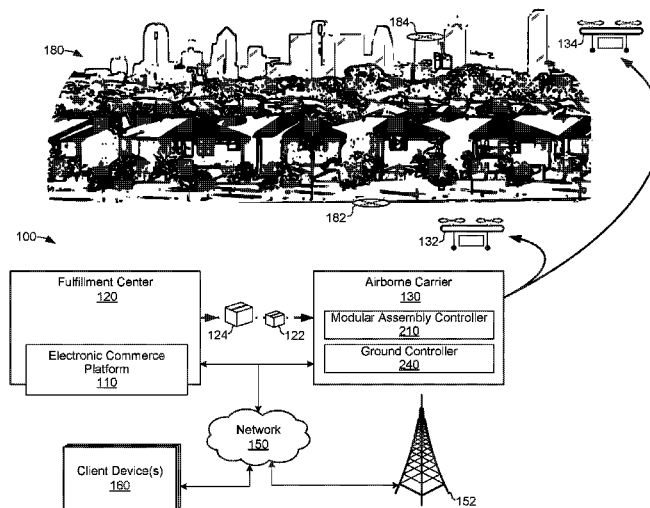 184
134
180
182
100
132
Fulfillment Center
120
Airborne Carrier
130
124
122
Modular Assembly Controller
210
Electronic Commerce
Platform
110
Ground Controller
240
Network
150
Client Device(s)
160
152